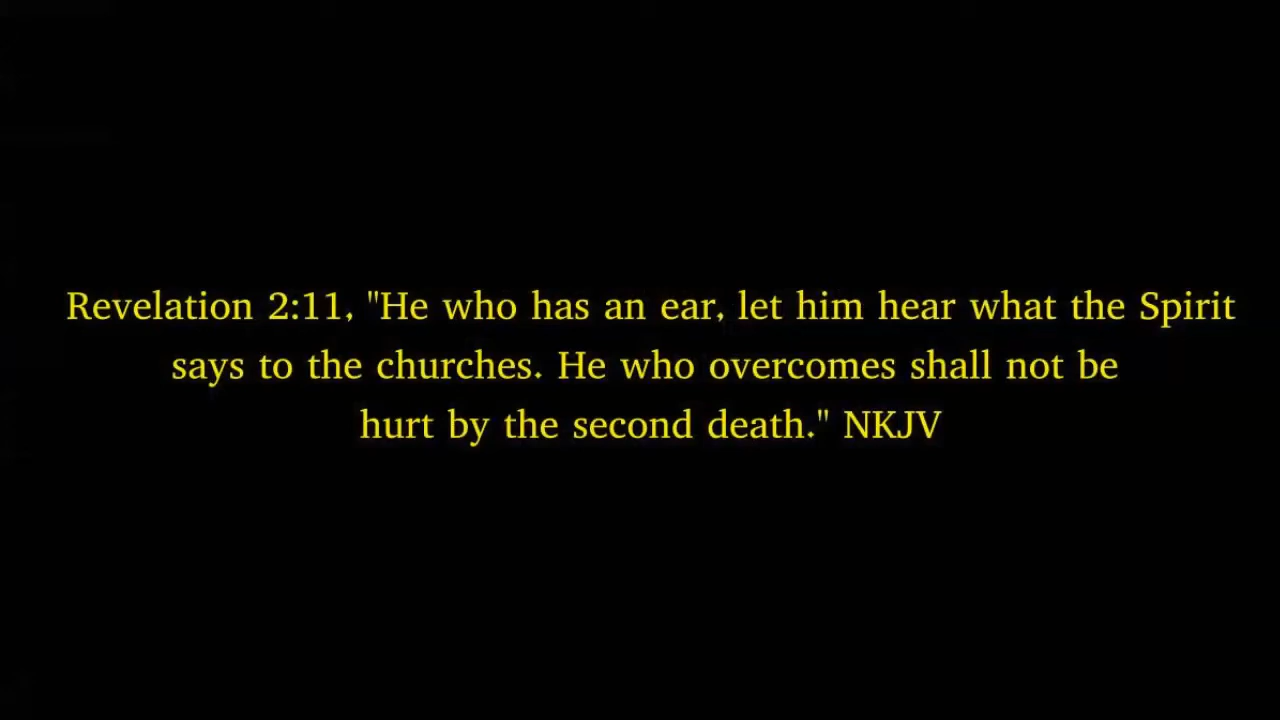 Revelation 2:11, "He who has an ear, let him hear what the Spirit
says to the churches. He who overcomes shall not be
hurt by the second death." NKJV